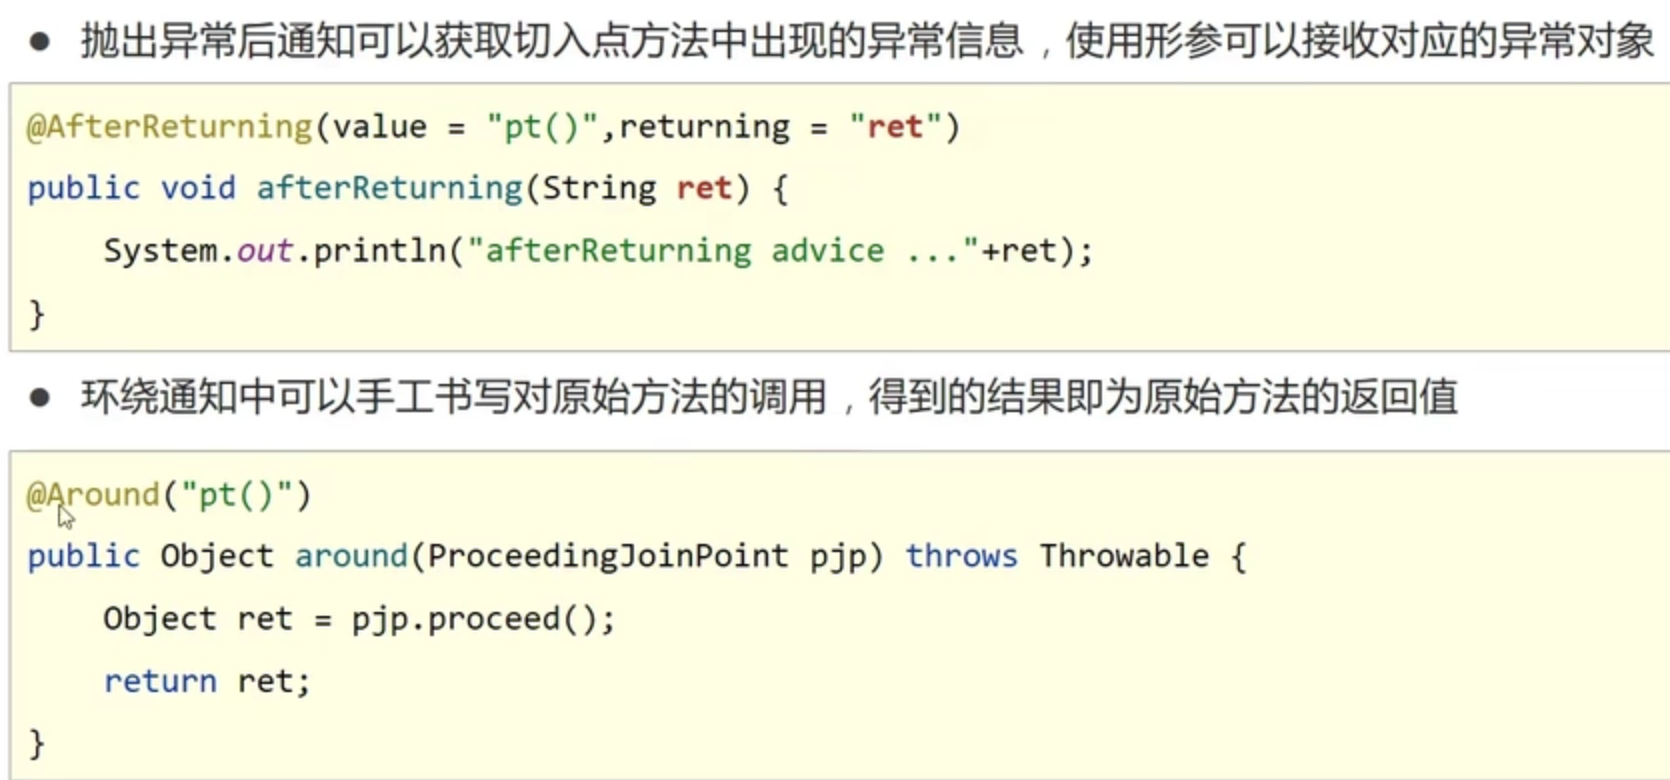 ● 抛出异常后通知可以获取切入点方法中出现的异常信息，使用形参可以接收对应的异常对象
@AfterReturning(value = "pt()",returning = "ret")
public void afterReturning(String ret) {
    System.out.println("afterReturning advice ..."+ret);
}
● 环绕通知中可以手工书写对原始方法的调用，得到的结果即为原始方法的返回值
@Around("pt()")
public Object around(ProceedingJoinPoint pjp) throws Throwable {
    Object ret = pjp.proceed();
    return ret;
}